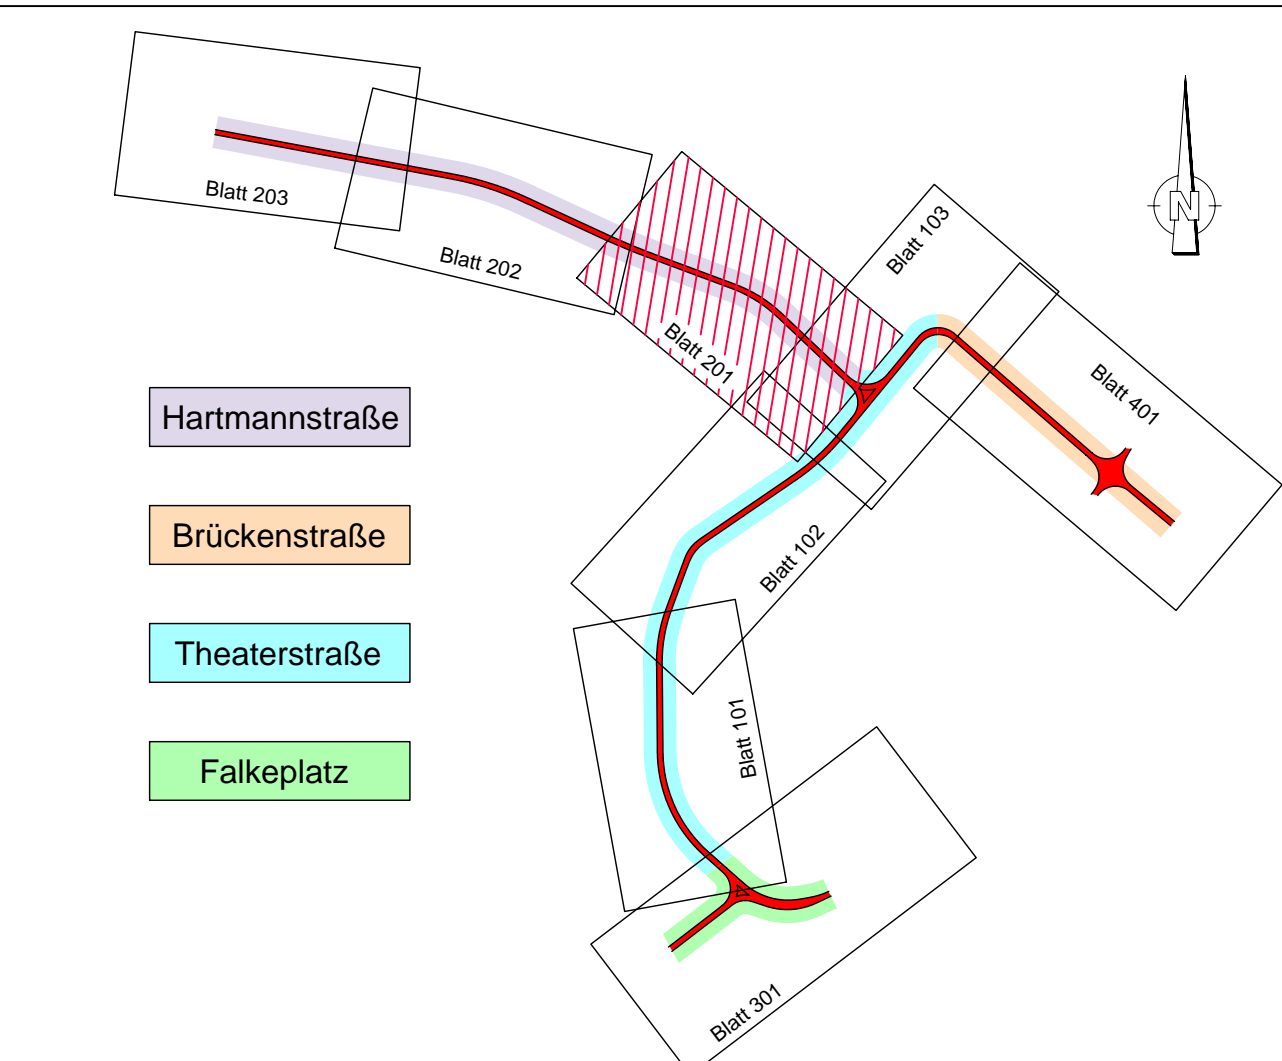 Blatt 203
Blatt 202
Blatt 201
Blatt 103
N
Blatt 401
Hartmannstraße
Brückenstraße
Theaterstraße
Falkeplatz
Blatt 102
Blatt 101
Blatt 301